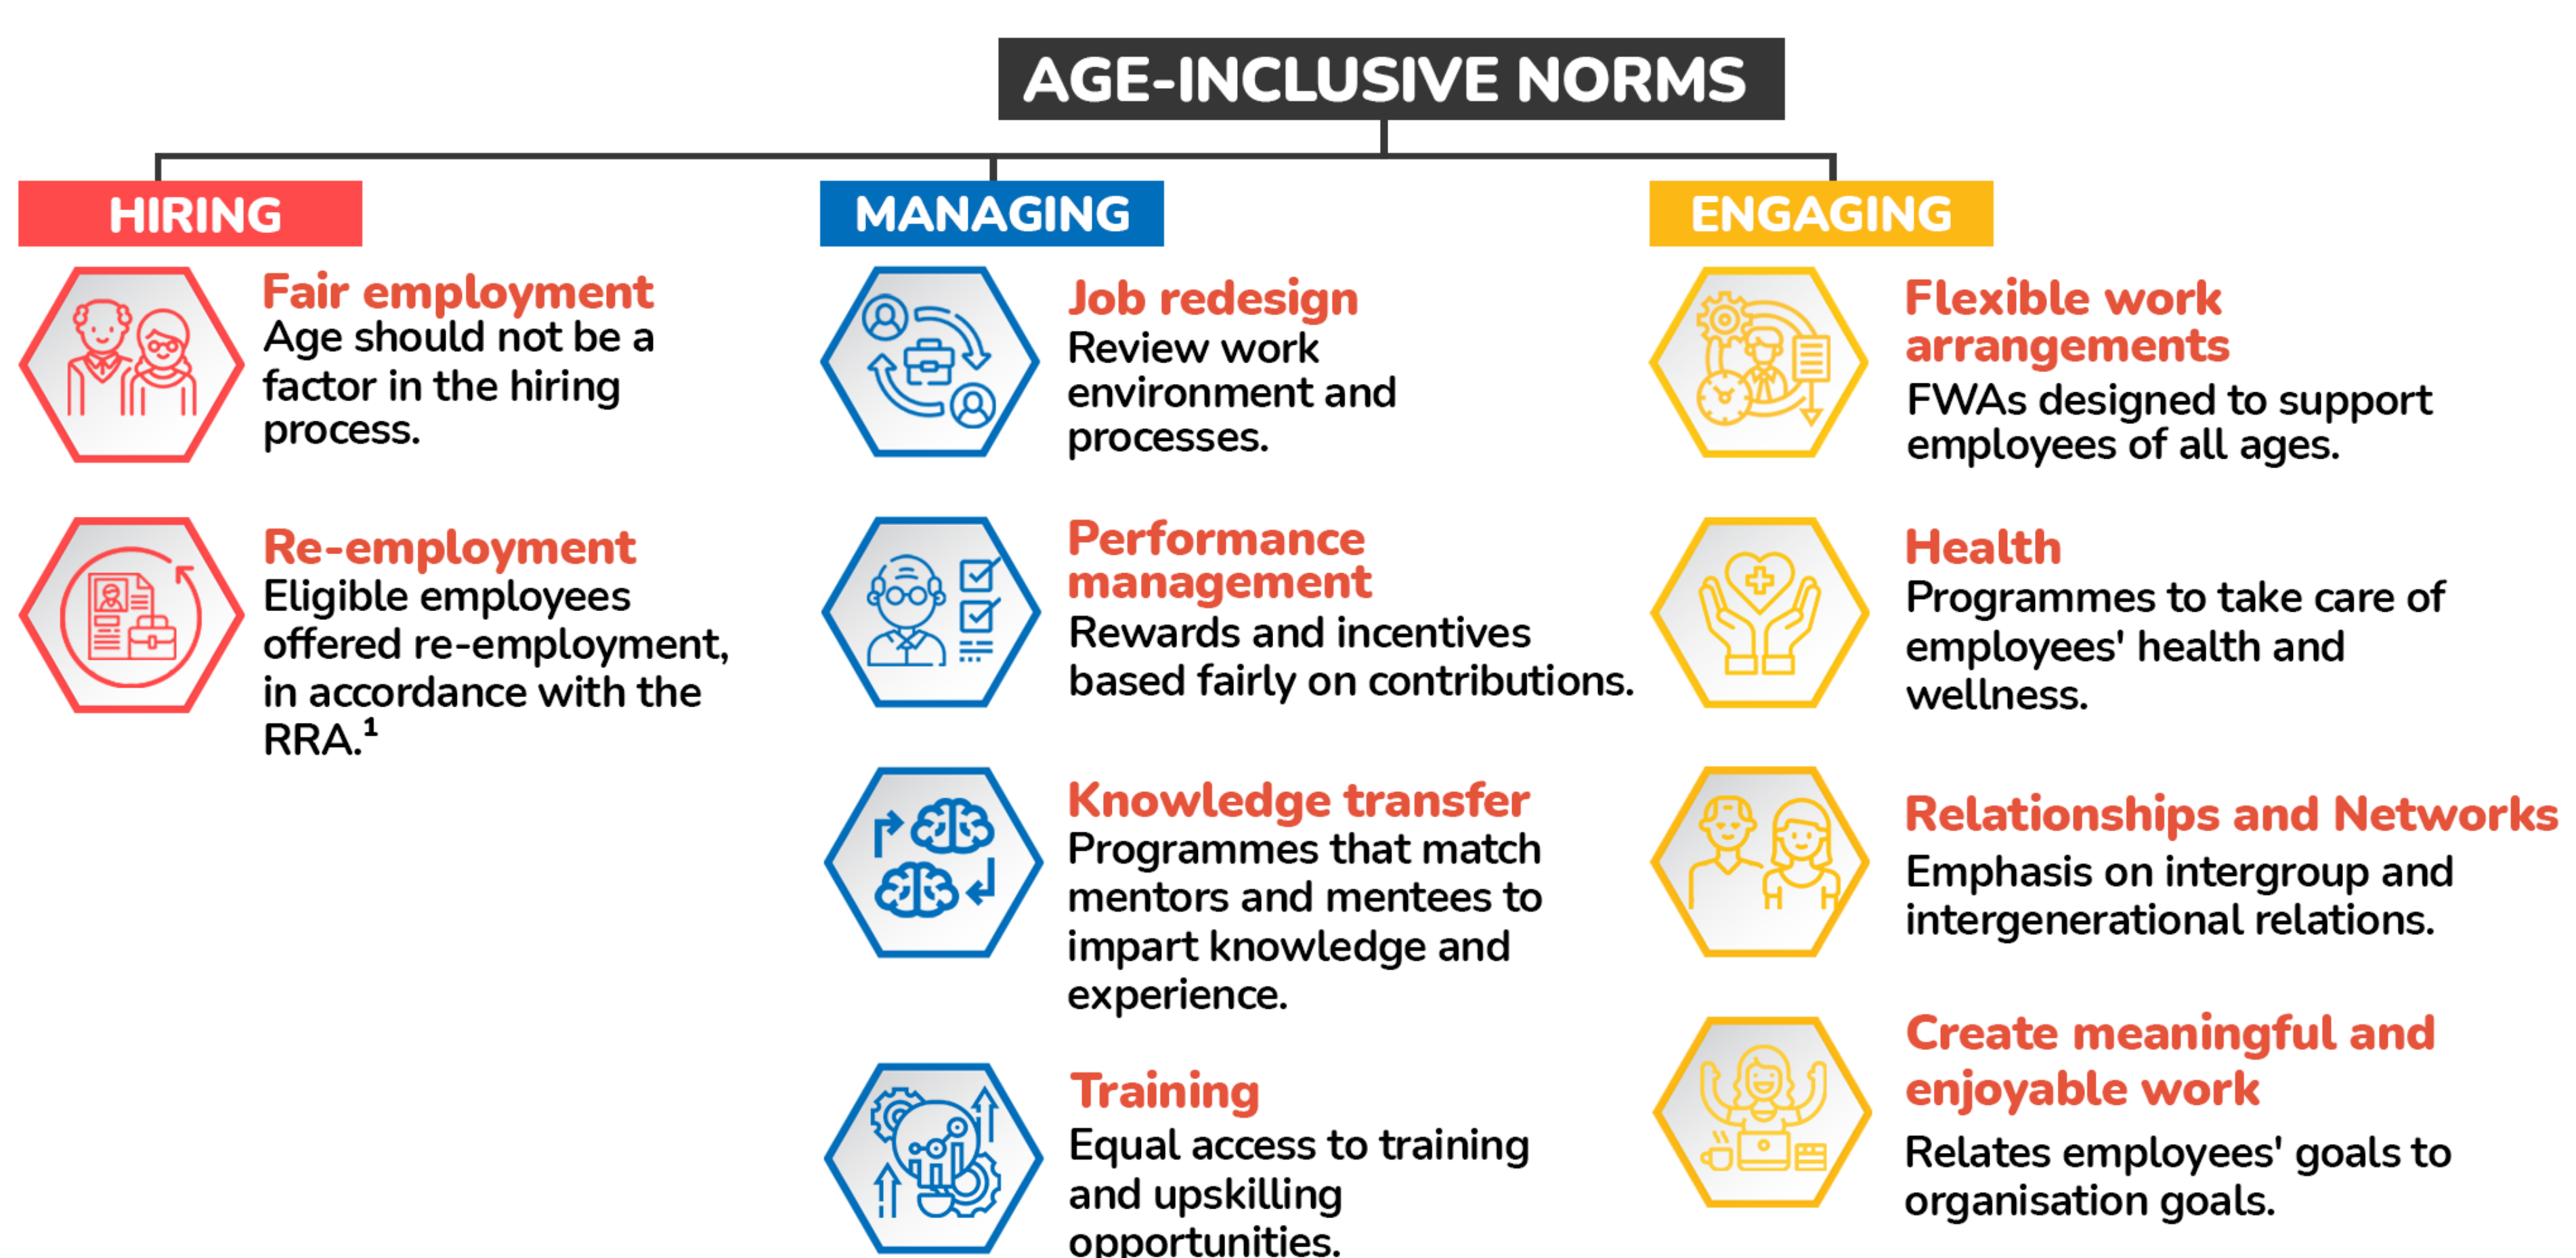 AGE-INCLUSIVE NORMS
HIRING
Fair employment
Age should not be a
factor in the hiring
process.
Re-employment
Eligible employees
offered re-employment,
in accordance with the
RRA.¹
MANAGING
Job redesign
Review work
environment and
processes.
Performance
management
Rewards and incentives
based fairly on contributions.
Knowledge transfer
Programmes that match
mentors and mentees to
impart knowledge and
experience.
Training
Equal access to training
and upskilling
opportunities.
ENGAGING
Flexible work
arrangements
FWAs designed to support
employees of all ages.
Health
Programmes to take care of
employees' health and
wellness.
Relationships and Networks
Emphasis on intergroup and
intergenerational relations.
Create meaningful and
enjoyable work
Relates employees' goals to
organisation goals.